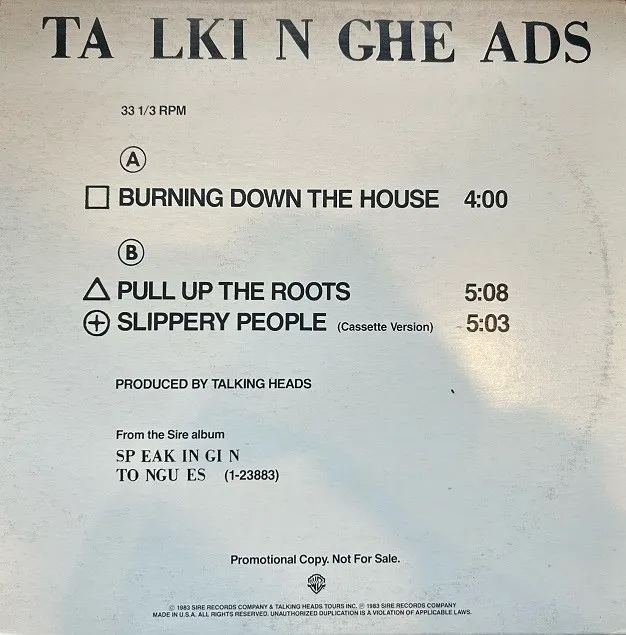 TA LKI N GHE ADS
33 1/3 RPM
A
BURNING DOWN THE HOUSE 4:00
B
PULL UP THE ROOTS 5:08
SLIPPERY PEOPLE (Cassette Version) 5:03
PRODUCED BY TALKING HEADS
From the Sire album
SP EAK IN GI N
TO NGU ES (1-23883)
Promotional Copy. Not For Sale.
© 1983 SIRE RECORDS COMPANY & TALKING HEADS TOURS INC. ℗ 1983 SIRE RECORDS COMPANY
MADE IN U.S.A. ALL RIGHTS RESERVED. UNAUTHORIZED DUPLICATION IS A VIOLATION OF APPLICABLE LAWS.